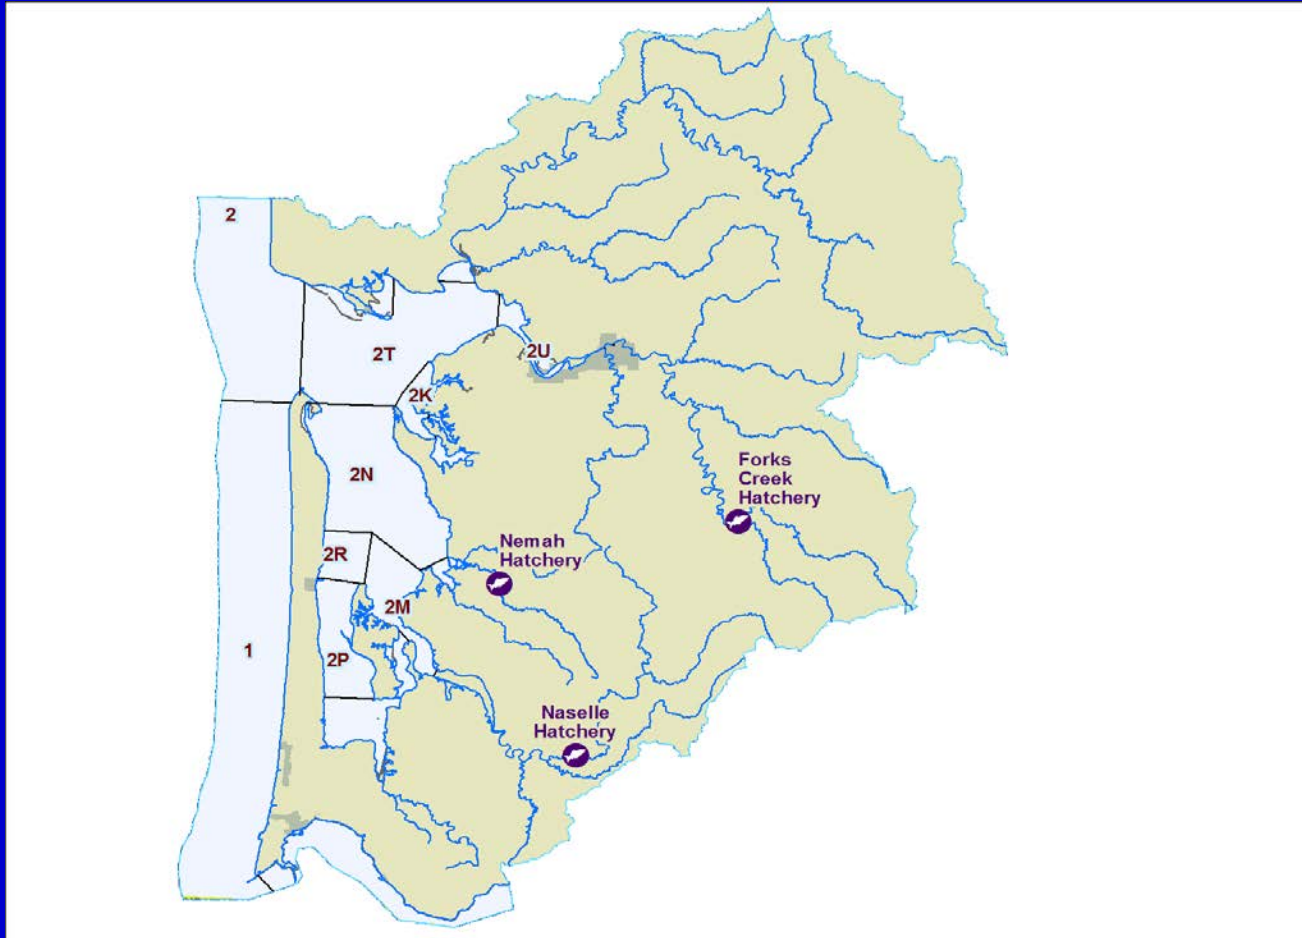 2
2T
2U
2K
2N
Forks
Creek
Hatchery
Nemah
Hatchery
2R
2M
1
2P
Naselle
Hatchery